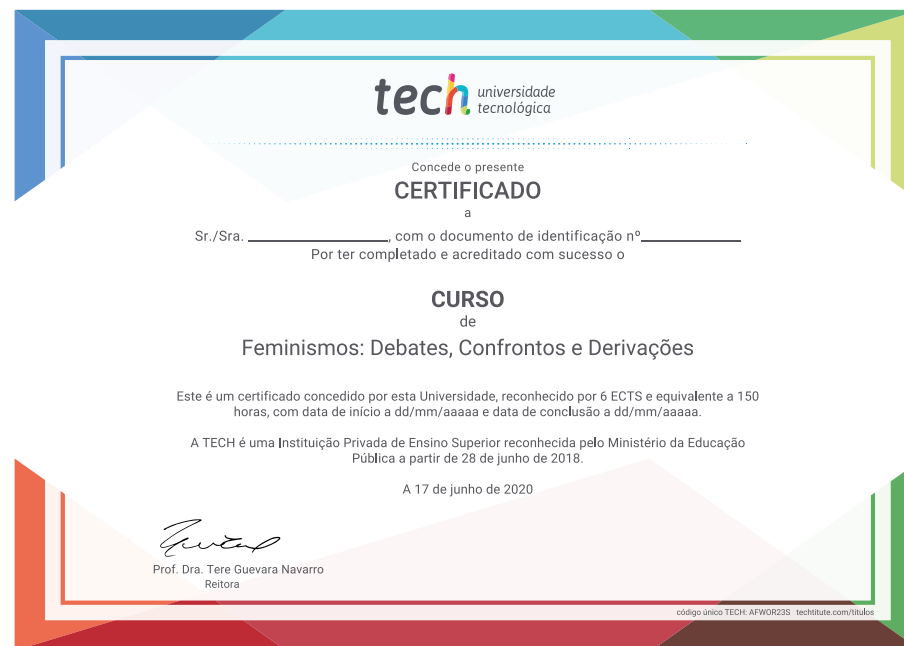 tech universidade
tecnológica
Concede o presente
CERTIFICADO
a
Sr./Sra. ________________, com o documento de identificação nº____________
Por ter completado e acreditado com sucesso o
CURSO
de
Feminismos: Debates, Confrontos e Derivações
Este é um certificado concedido por esta Universidade, reconhecido por 6 ECTS e equivalente a 150
horas, com data de início a dd/mm/aaaaa e data de conclusão a dd/mm/aaaaa.
A TECH é uma Instituição Privada de Ensino Superior reconhecida pelo Ministério da Educação
Pública a partir de 28 de junho de 2018.
A 17 de junho de 2020
Prof. Dra. Tere Guevara Navarro
Reitora
código único TECH: AFWOR23S techtitute.com/titulos